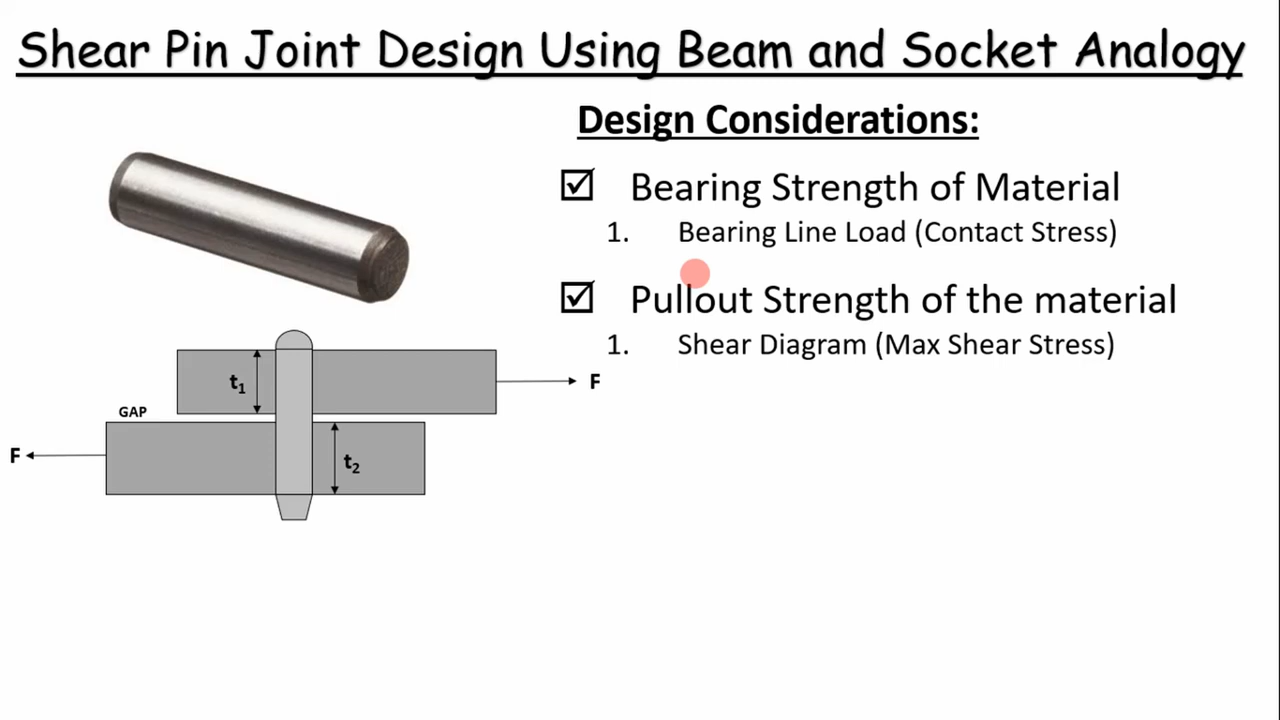 Shear Pin Joint Design Using Beam and Socket Analogy
Design Considerations:
Bearing Strength of Material
1. Bearing Line Load (Contact Stress)
Pullout Strength of the material
1. Shear Diagram (Max Shear Stress)
t1
F
GAP
F
t2